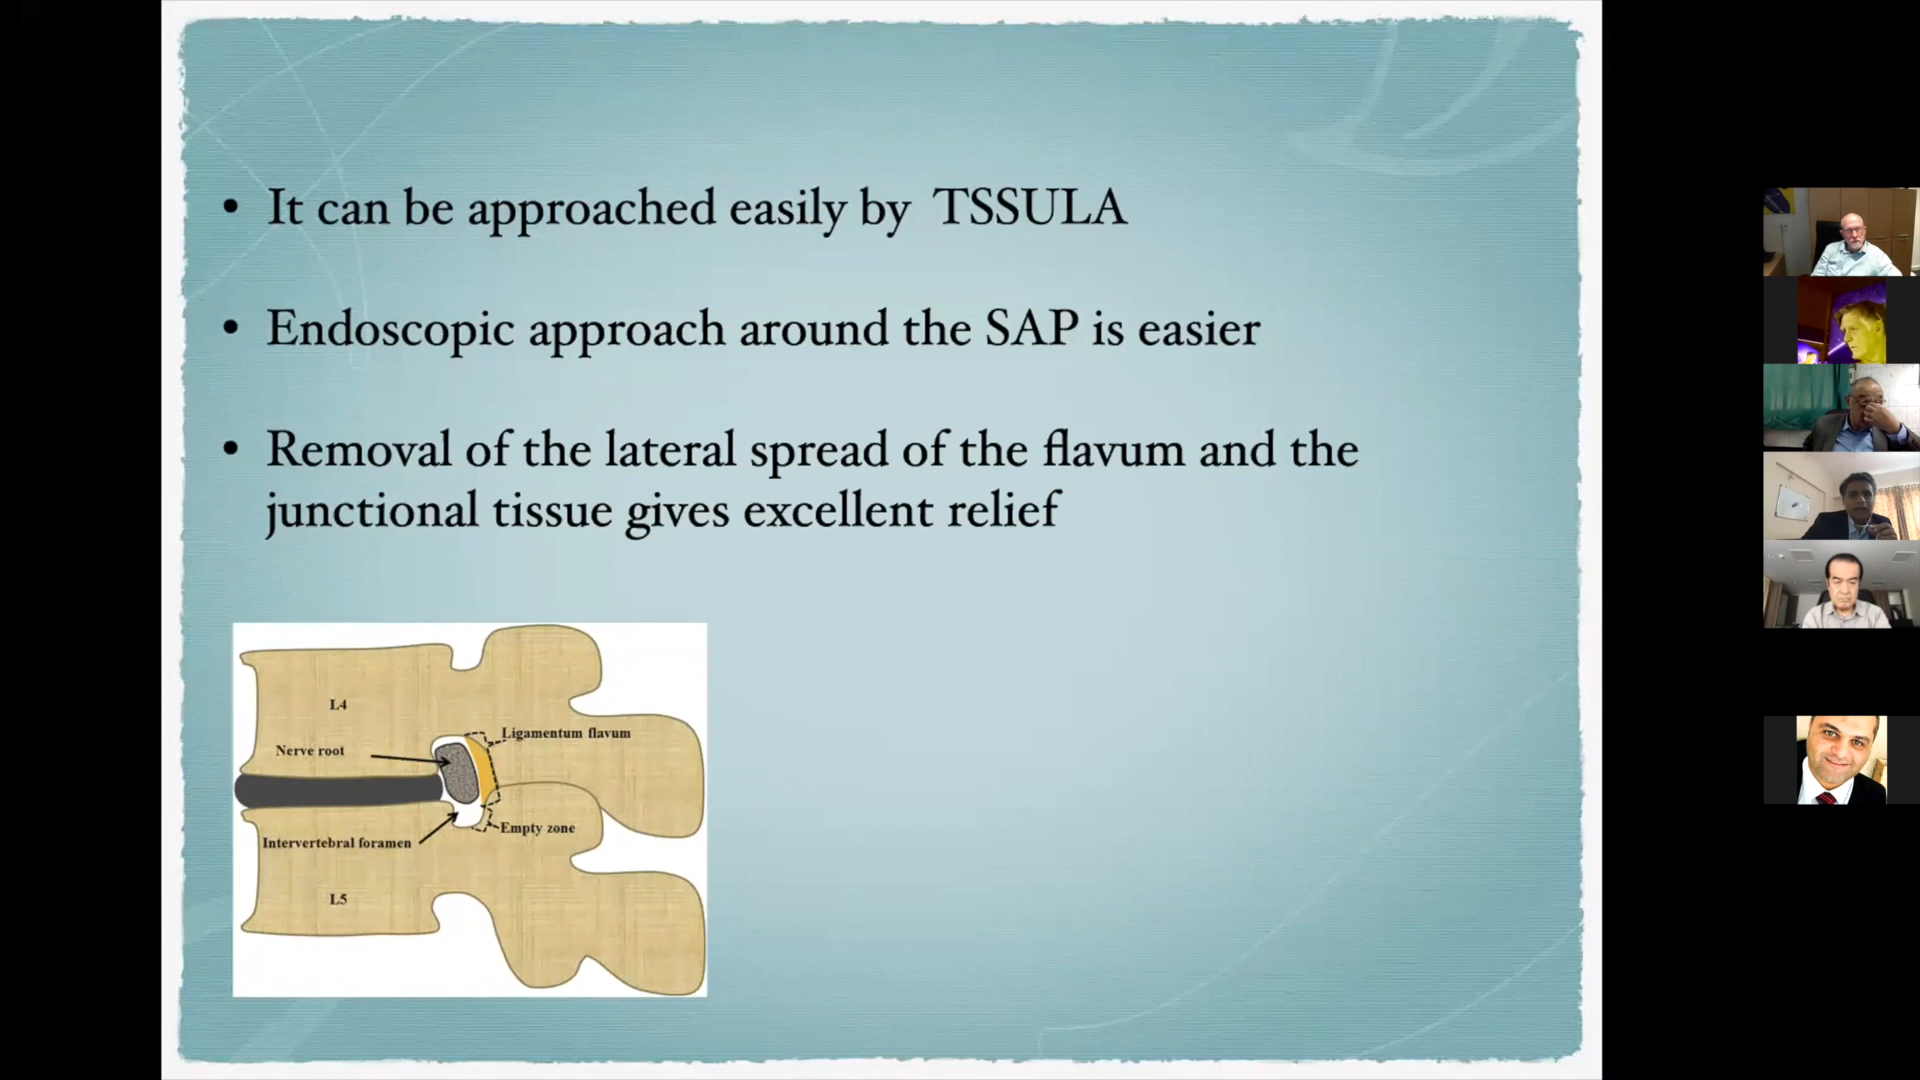 • It can be approached easily by TSSULA
• Endoscopic approach around the SAP is easier
• Removal of the lateral spread of the flavum and the
junctional tissue gives excellent relief
L4
Ligamentum flavum
Nerve root
Empty zone
Intervertebral foramen
L5